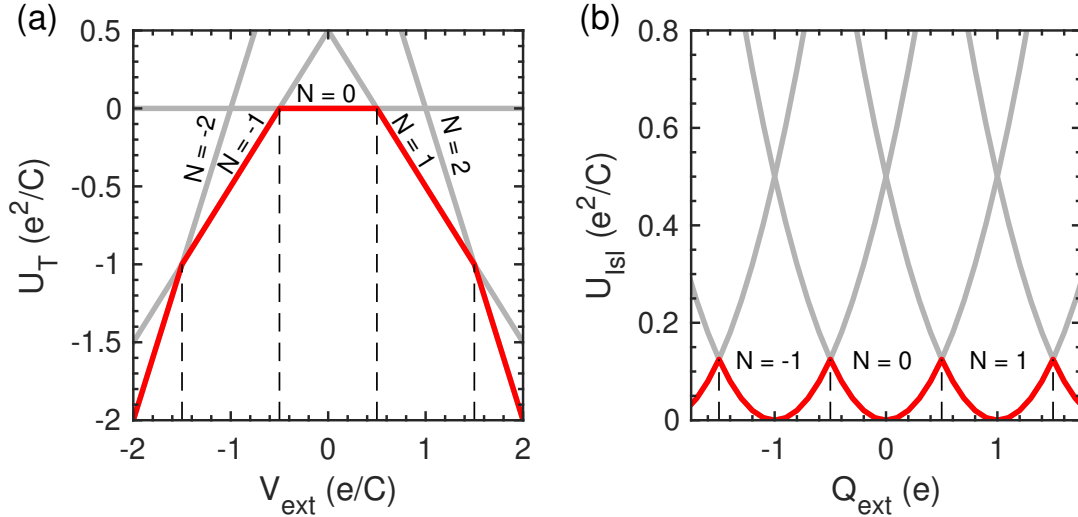 (a)
U_T (e^2/C)
0.5
0
-0.5
-1
-1.5
-2
N = 0
N = -2
N = -1
N = 1
N = 2
-2 -1 0 1 2
V_ext (e/C)
(b)
U_Isl (e^2/C)
0.8
0.6
0.4
0.2
0
N = -1 N = 0 N = 1
-1 0 1
Q_ext (e)